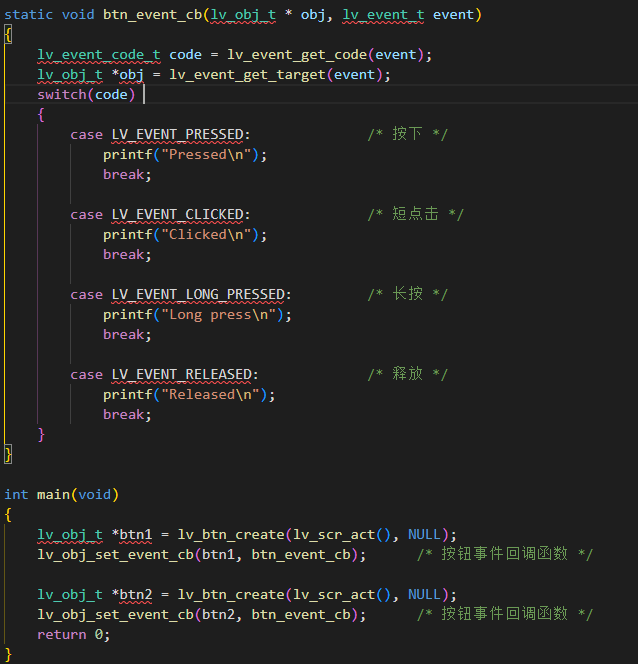 static void btn_event_cb(lv_obj_t * obj, lv_event_t event)
{
    lv_event_code_t code = lv_event_get_code(event);
    lv_obj_t *obj = lv_event_get_target(event);
    switch(code)
    {
        case LV_EVENT_PRESSED:              /* 按下 */
            printf("Pressed\n");
            break;

        case LV_EVENT_CLICKED:              /* 短点击 */
            printf("Clicked\n");
            break;

        case LV_EVENT_LONG_PRESSED:         /* 长按 */
            printf("Long press\n");
            break;

        case LV_EVENT_RELEASED:             /* 释放 */
            printf("Released\n");
            break;
    }
}

int main(void)
{
    lv_obj_t *btn1 = lv_btn_create(lv_scr_act(), NULL);
    lv_obj_set_event_cb(btn1, btn_event_cb);      /* 按钮事件回调函数 */

    lv_obj_t *btn2 = lv_btn_create(lv_scr_act(), NULL);
    lv_obj_set_event_cb(btn2, btn_event_cb);      /* 按钮事件回调函数 */
    return 0;
}